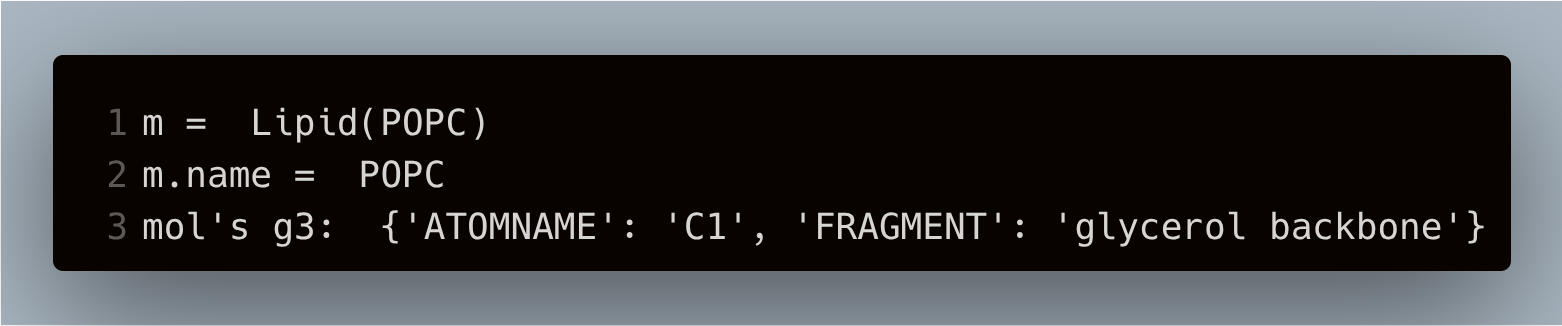 1 m =  Lipid(POPC)
2 m.name =  POPC
3 mol's g3:  {'ATOMNAME': 'C1', 'FRAGMENT': 'glycerol backbone'}